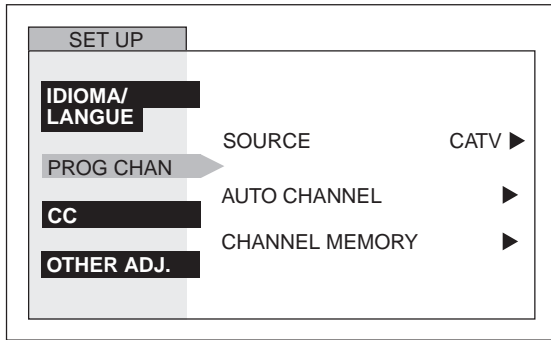 SET UP
IDIOMA/
LANGUE
PROG CHAN
CC
OTHER ADJ.
SOURCE CATV
AUTO CHANNEL
CHANNEL MEMORY